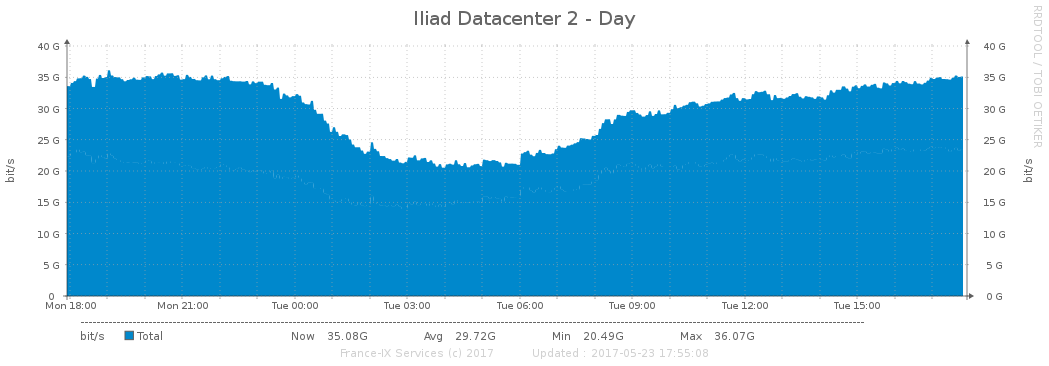 Iliad Datacenter 2 - Day
RRDTOOL / TOBI OETIKER
40 G 40 G
35 G 35 G
30 G 30 G
25 G 25 G
20 G 20 G
15 G 15 G
10 G 10 G
5 G 5 G
0 0 G
bit/s bit/s
Mon 18:00 Mon 21:00 Tue 00:00 Tue 03:00 Tue 06:00 Tue 09:00 Tue 12:00 Tue 15:00
bit/s Total Now 35.08G Avg 29.72G Min 20.49G Max 36.07G
France-IX Services (c) 2017 Updated : 2017-05-23 17:55:08